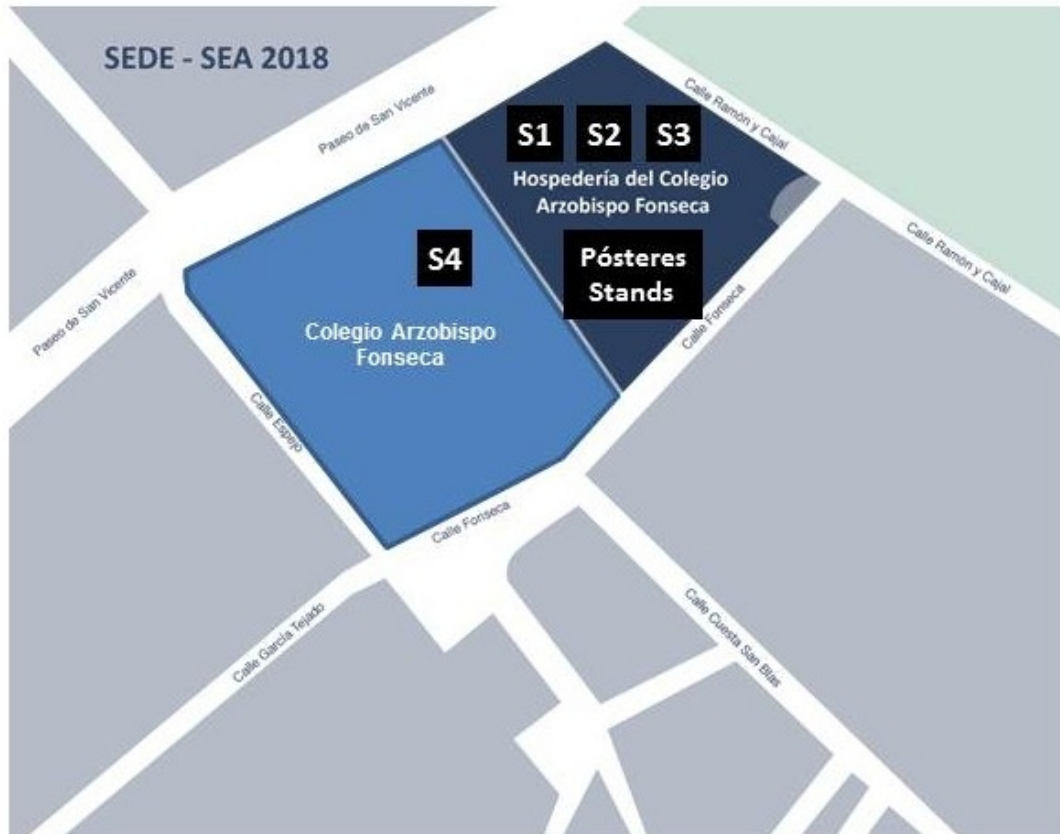 SEDE - SEA 2018
Paseo de San Vicente
Calle Ramón y Cajal
S1 S2 S3
Hospedería del Colegio
Arzobispo Fonseca
S4
Pósteres
Stands
Calle Ramón y Cajal
Paseo de San Vicente
Calle Fonseca
Colegio Arzobispo
Fonseca
Calle Espejo
Calle Fonseca
Calle García Tejado
Calle Cuesta San Blas